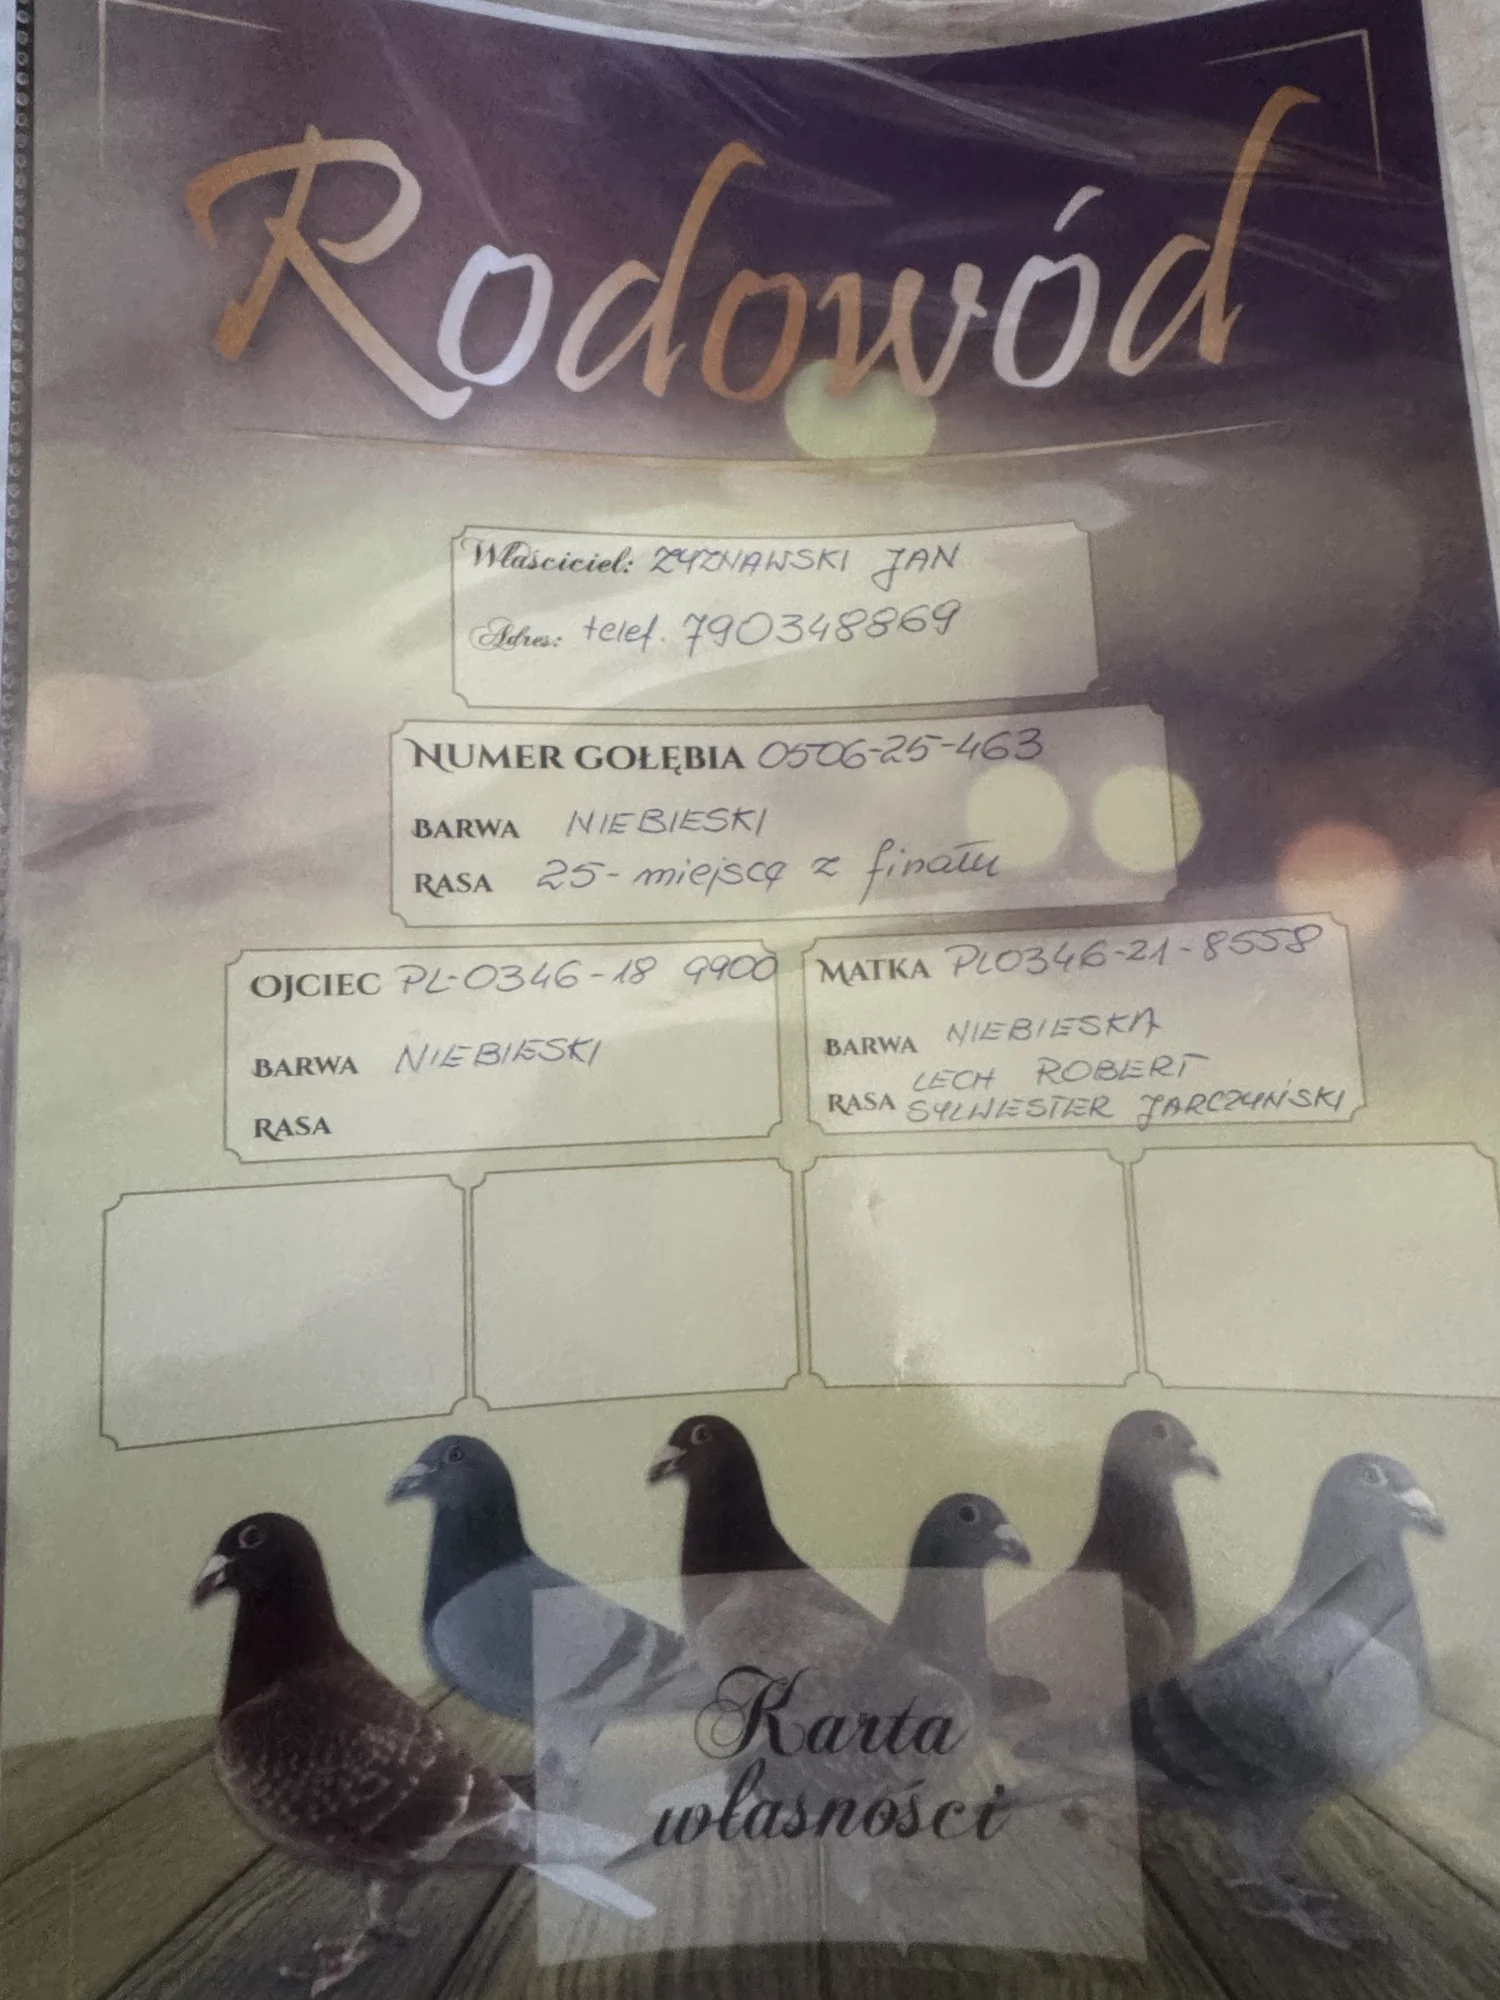 Rodowód
Właściciel: ZYZNAWSKI JAN
Adres: telef. 790348869
NUMER GOŁĘBIA 0506-25-463
BARWA NIEBIESKI
RASA 25- miejsce z finału
OJCIEC PL-0346-18 9900
BARWA NIEBIESKI
RASA
MATKA PL0346-21-8558
BARWA NIEBIESKA
LECH ROBERT
RASA SYLWESTER JARCZYŃSKI
Karta
własności